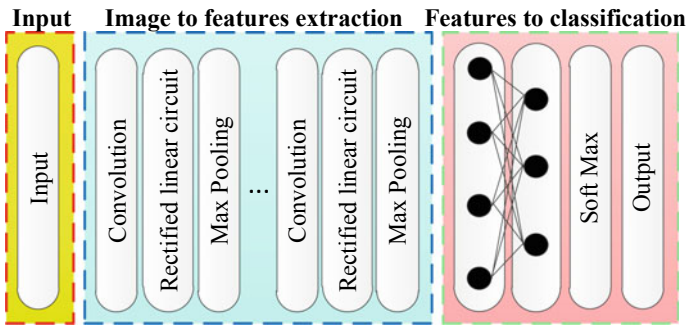 Input
Image to features extraction
Features to classification
Input
Convolution
Rectified linear circuit
Max Pooling
...
Convolution
Rectified linear circuit
Max Pooling
Soft Max
Output